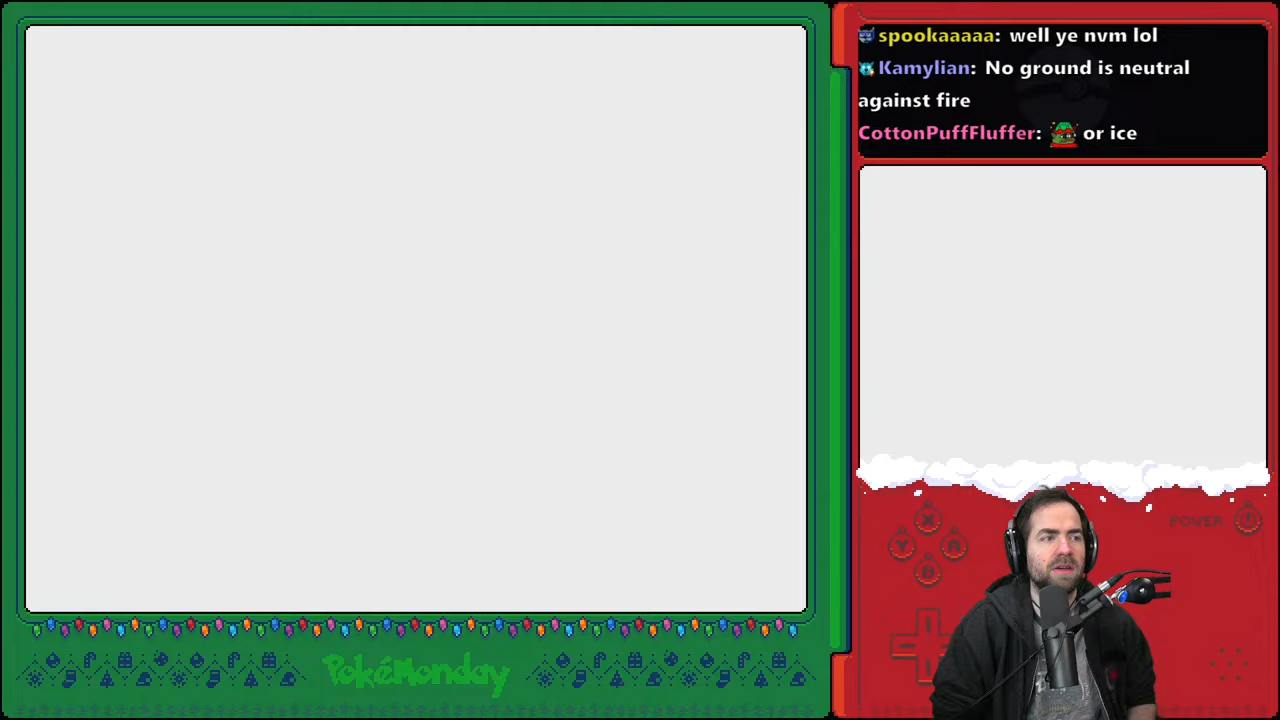 spookaaaaa: well ye nvm lol
Kamylian: No ground is neutral
against fire
CottonPuffFluffer: or ice
POWER
X
Y
A
B
PokéMonday